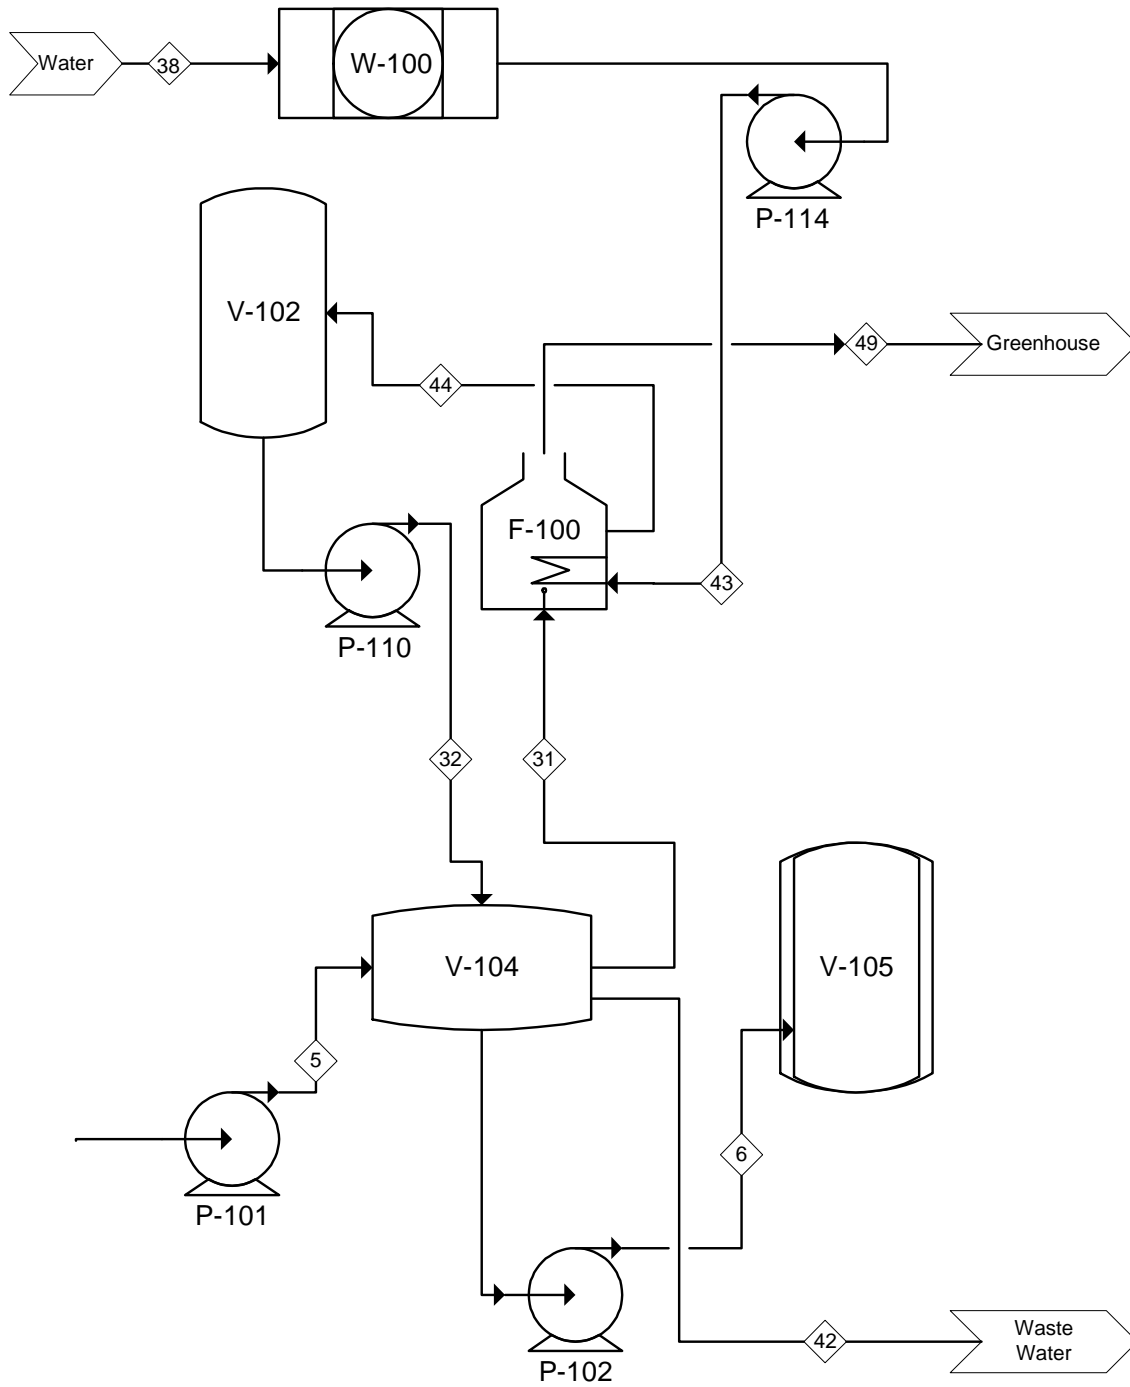 Water
38
W-100
P-114
V-102
44
49
Greenhouse
F-100
43
P-110
32
31
V-104
V-105
5
6
P-101
P-102
42
Waste
Water